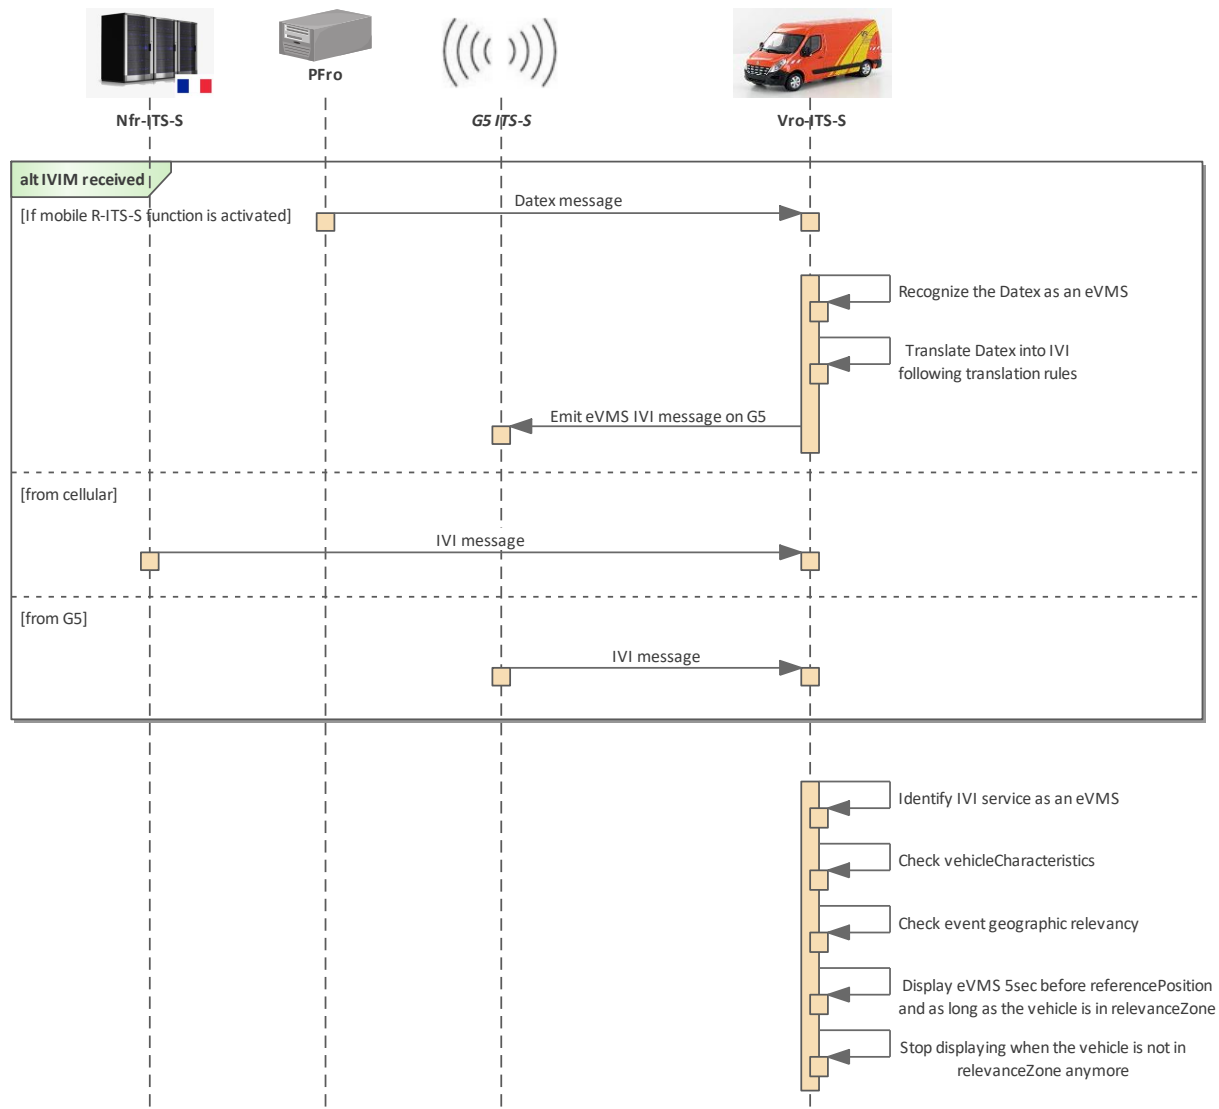 PFro
Nfr-ITS-S
G5 ITS-S
Vro-ITS-S
alt IVIM received
[If mobile R-ITS-S function is activated]
Datex message
Recognize the Datex as an eVMS
Translate Datex into IVI
following translation rules
Emit eVMS IVI message on G5
[from cellular]
IVI message
[from G5]
IVI message
Identify IVI service as an eVMS
Check vehicleCharacteristics
Check event geographic relevancy
Display eVMS 5sec before referencePosition
and as long as the vehicle is in relevanceZone
Stop displaying when the vehicle is not in
relevanceZone anymore